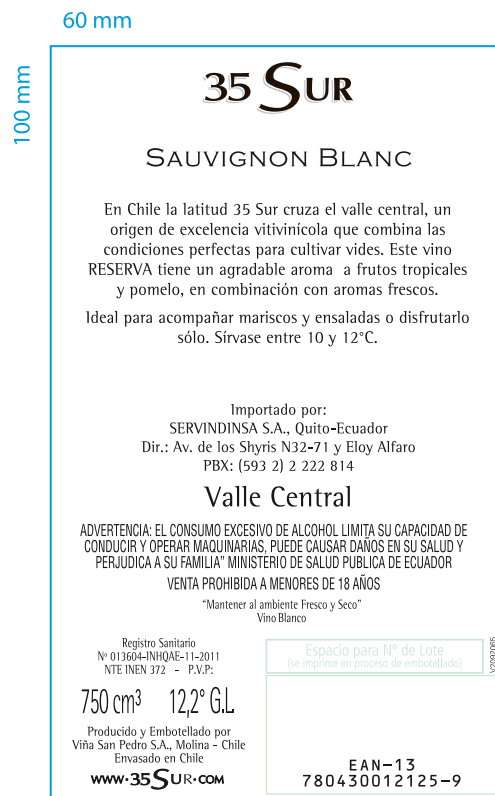 60 mm
100 mm
35 SUR
SAUVIGNON BLANC
En Chile la latitud 35 Sur cruza el valle central, un
origen de excelencia vitivinícola que combina las
condiciones perfectas para cultivar vides. Este vino
RESERVA tiene un agradable aroma a frutos tropicales
y pomelo, en combinación con aromas frescos.
Ideal para acompañar mariscos y ensaladas o disfrutarlo
sólo. Sírvase entre 10 y 12°C.
Importado por:
SERVINDINSA S.A., Quito-Ecuador
Dir.: Av. de los Shyris N32-71 y Eloy Alfaro
PBX: (593 2) 2 222 814
Valle Central
ADVERTENCIA: EL CONSUMO EXCESIVO DE ALCOHOL LIMITA SU CAPACIDAD DE
CONDUCIR Y OPERAR MAQUINARIAS, PUEDE CAUSAR DAÑOS EN SU SALUD Y
PERJUDICA A SU FAMILIA” MINISTERIO DE SALUD PUBLICA DE ECUADOR
VENTA PROHIBIDA A MENORES DE 18 AÑOS
“Mantener al ambiente Fresco y Seco”
Vino Blanco
Registro Sanitario
Nº 013604-INHQAE-11-2011
NTE INEN 372 - P.V.P:
750 cm³ 12,2° G.L.
Producido y Embotellado por
Viña San Pedro S.A., Molina - Chile
Envasado en Chile
WWW·35SUR·COM
Espacio para Nº de Lote
(se imprime en proceso de embotellado)
V2092065
EAN-13
780430012125-9